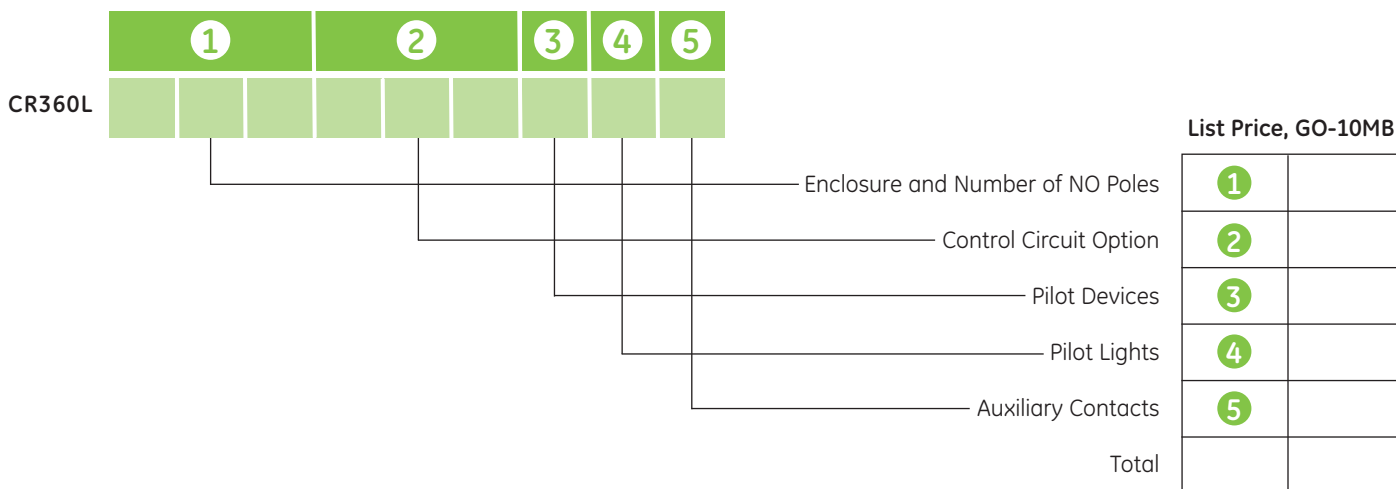 1 2 3 4 5
CR360L
List Price, GO-10MB
Enclosure and Number of NO Poles 1
Control Circuit Option 2
Pilot Devices 3
Pilot Lights 4
Auxiliary Contacts 5
Total